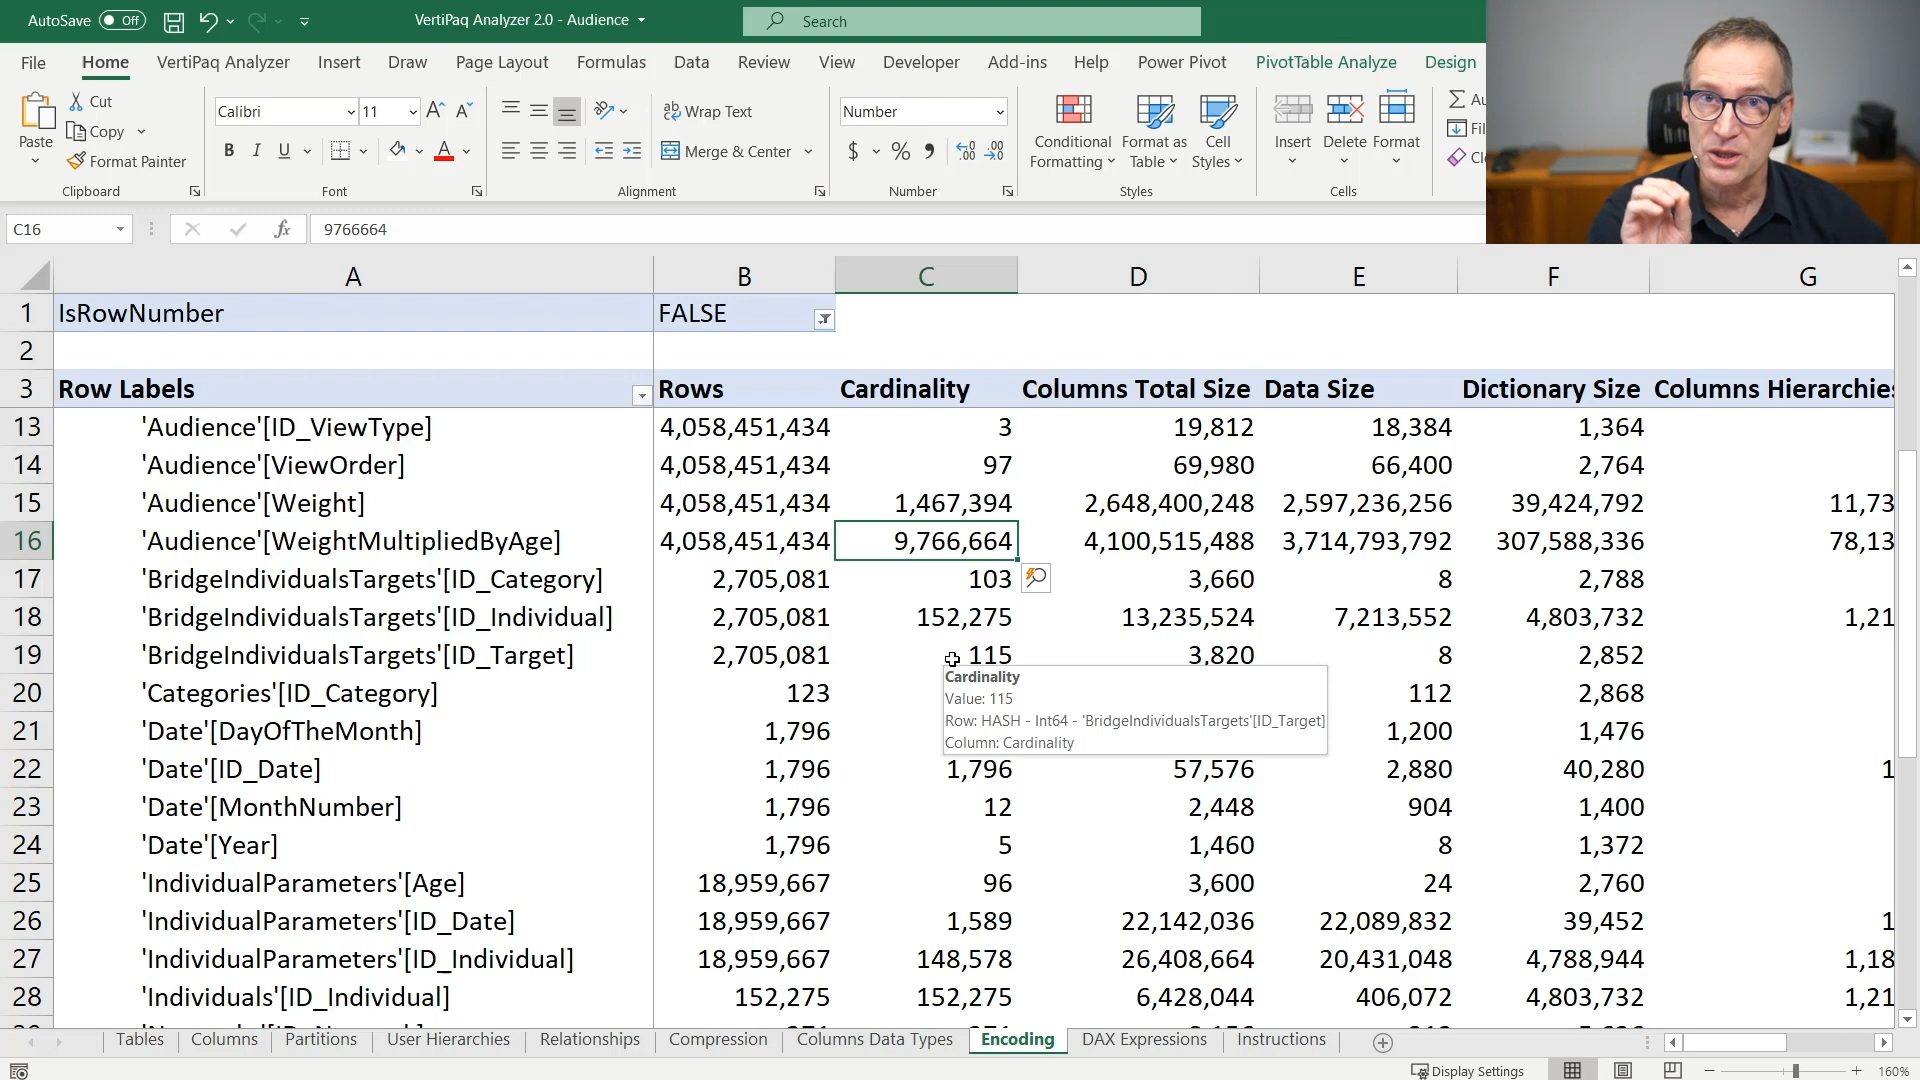 AutoSave Off VertiPaq Analyzer 2.0 - Audience Search
File Home VertiPaq Analyzer Insert Draw Page Layout Formulas Data Review View Developer Add-ins Help Power Pivot PivotTable Analyze Design
Paste Cut Copy Format Painter Clipboard
Calibri 11 B I U A Font
Wrap Text Merge & Center Alignment
Number $ % Number
Conditional Formatting Format as Table Cell Styles Styles
Insert Delete Format Cells
C16 fx 9766664
A B C D E F G
1 IsRowNumber FALSE
2
3 Row Labels Rows Cardinality Columns Total Size Data Size Dictionary Size Columns Hierarchies
13 'Audience'[ID_ViewType] 4,058,451,434 3 19,812 18,384 1,364
14 'Audience'[ViewOrder] 4,058,451,434 97 69,980 66,400 2,764
15 'Audience'[Weight] 4,058,451,434 1,467,394 2,648,400,248 2,597,236,256 39,424,792 11,73
16 'Audience'[WeightMultipliedByAge] 4,058,451,434 9,766,664 4,100,515,488 3,714,793,792 307,588,336 78,13
17 'BridgeIndividualsTargets'[ID_Category] 2,705,081 103 3,660 8 2,788
18 'BridgeIndividualsTargets'[ID_Individual] 2,705,081 152,275 13,235,524 7,213,552 4,803,732 1,21
19 'BridgeIndividualsTargets'[ID_Target] 2,705,081 115 3,820 8 2,852
Cardinality
Value: 115
Row: HASH - Int64 - 'BridgeIndividualsTargets'[ID_Target]
Column: Cardinality
20 'Categories'[ID_Category] 123 112 2,868
21 'Date'[DayOfTheMonth] 1,796 1,200 1,476
22 'Date'[ID_Date] 1,796 1,796 57,576 2,880 40,280 1
23 'Date'[MonthNumber] 1,796 12 2,448 904 1,400
24 'Date'[Year] 1,796 5 1,460 8 1,372
25 'IndividualParameters'[Age] 18,959,667 96 3,600 24 2,760
26 'IndividualParameters'[ID_Date] 18,959,667 1,589 22,142,036 22,089,832 39,452 1
27 'IndividualParameters'[ID_Individual] 18,959,667 148,578 26,408,664 20,431,048 4,788,944 1,18
28 'Individuals'[ID_Individual] 152,275 152,275 6,428,044 406,072 4,803,732 1,21
Tables Columns Partitions User Hierarchies Relationships Compression Columns Data Types Encoding DAX Expressions Instructions
Display Settings 160%